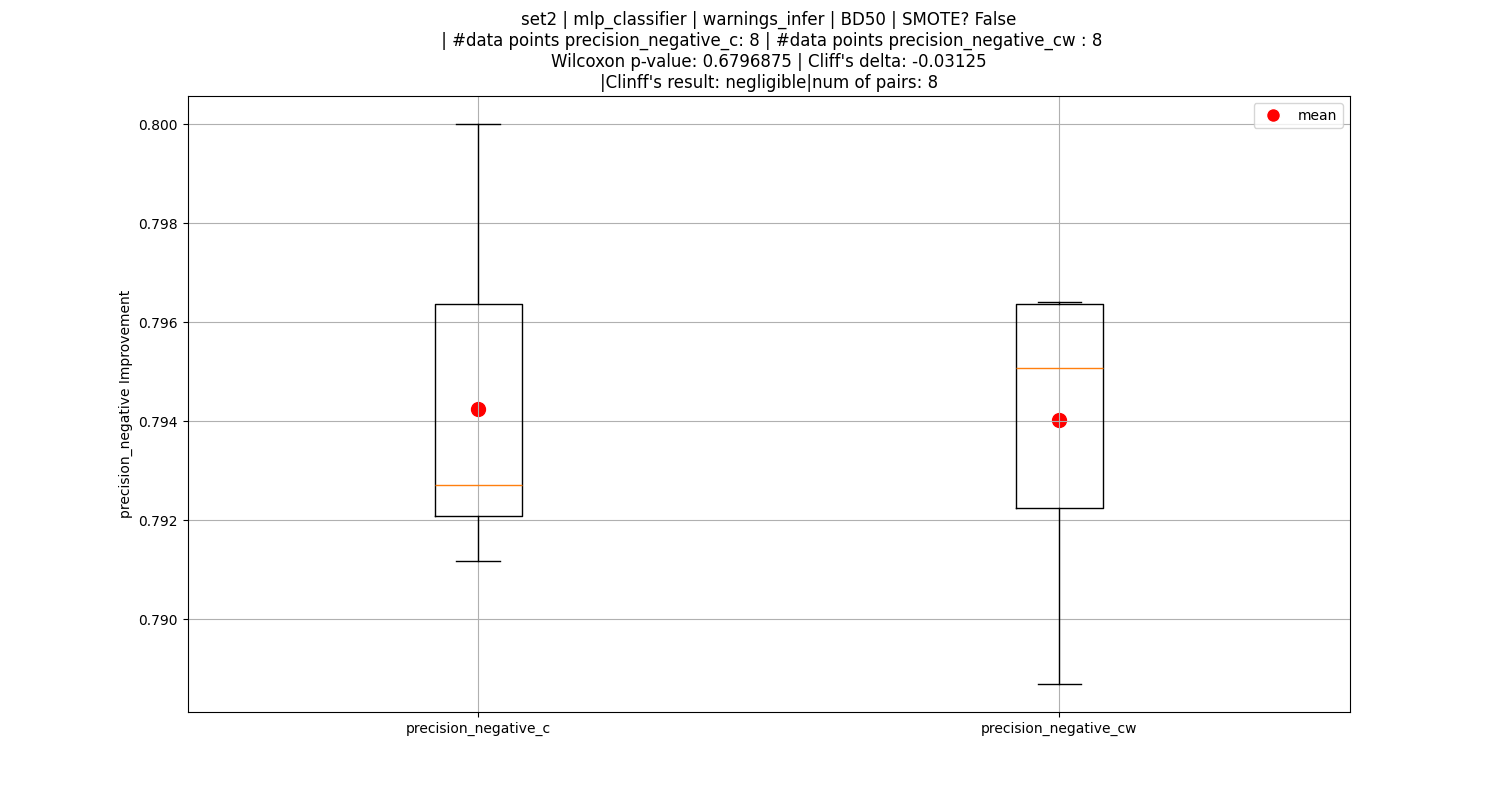 set2 | mlp_classifier | warnings_infer | BD50 | SMOTE? False
| #data points precision_negative_c: 8 | #data points precision_negative_cw : 8
Wilcoxon p-value: 0.6796875 | Cliff's delta: -0.03125
|Clinff's result: negligible|num of pairs: 8
mean
0.800
0.798
0.796
0.794
0.792
0.790
precision_negative Improvement
precision_negative_c
precision_negative_cw